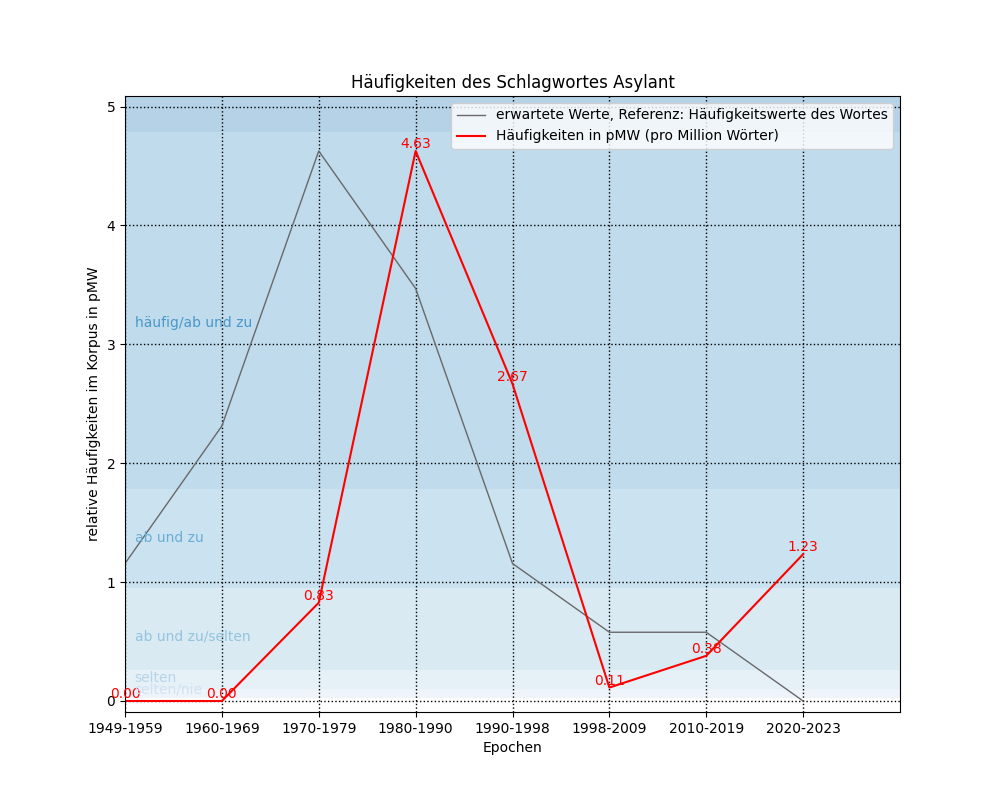 Häufigkeiten des Schlagwortes Asylant
erwartete Werte, Referenz: Häufigkeitswerte des Wortes
Häufigkeiten in pMW (pro Million Wörter)
relative Häufigkeiten im Korpus in pMW
5
4
3
2
1
0
häufig/ab und zu
ab und zu
ab und zu/selten
selten
selten/nie
0.00
0.00
0.83
4.63
2.67
0.11
0.38
1.23
1949-1959 1960-1969 1970-1979 1980-1990 1990-1998 1998-2009 2010-2019 2020-2023
Epochen